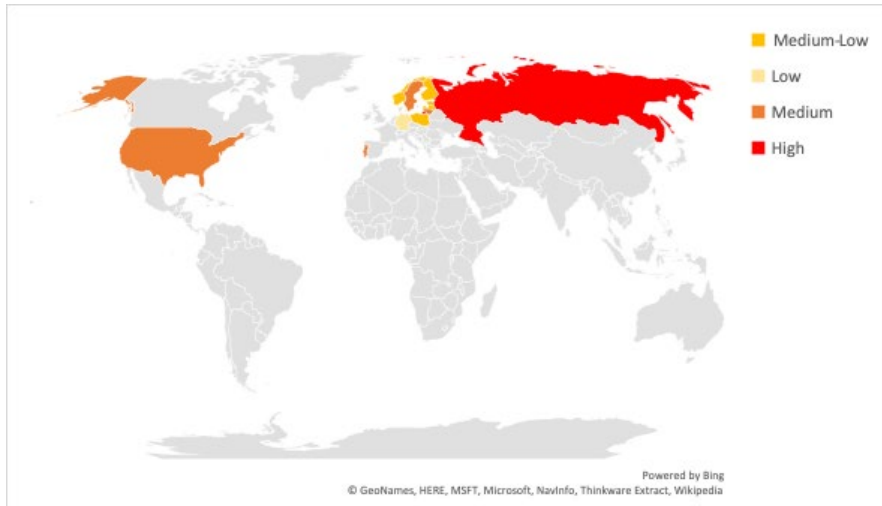 Medium-Low
Low
Medium
High
Powered by Bing
© GeoNames, HERE, MSFT, Microsoft, NavInfo, Thinkware Extract, Wikipedia